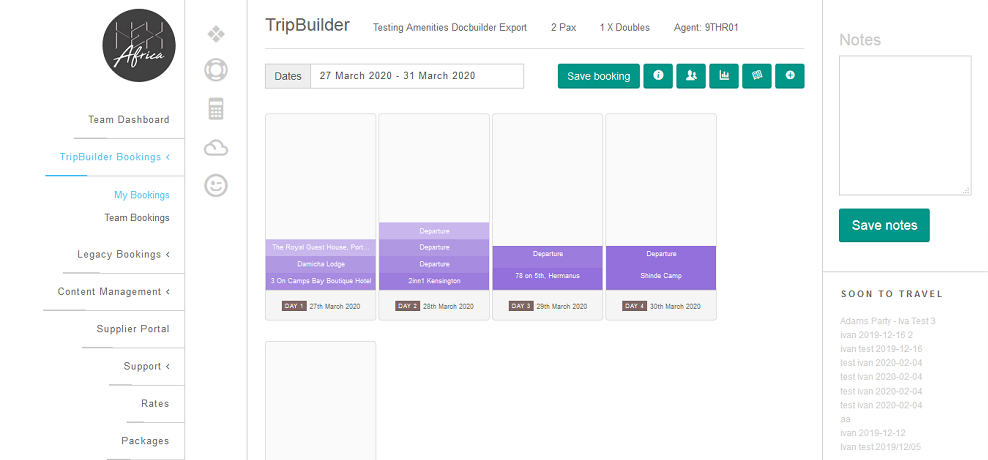 Africa
Team Dashboard
TripBuilder Bookings
My Bookings
Team Bookings
Legacy Bookings
Content Management
Supplier Portal
Support
Rates
Packages
TripBuilder Testing Amenities Docbuilder Export 2 Pax 1 X Doubles Agent: 9THR01
Dates 27 March 2020 - 31 March 2020 Save booking
The Royal Guest House, Port...
Damicha Lodge
3 On Camps Bay Boutique Hotel
DAY 1 27th March 2020
Departure
Departure
Departure
2inn1 Kensington
DAY 2 28th March 2020
Departure
78 on 5th, Hermanus
DAY 3 29th March 2020
Departure
Shinde Camp
DAY 4 30th March 2020
Notes
Save notes
SOON TO TRAVEL
Adams Party - Iva Test 3
ivan 2019-12-16 2
ivan test 2019-12-16
test ivan 2020-02-04
test ivan 2020-02-04
test ivan 2020-02-04
test ivan 2020-02-04
aa
ivan 2019-12-12
Ivan test 2019/12/05